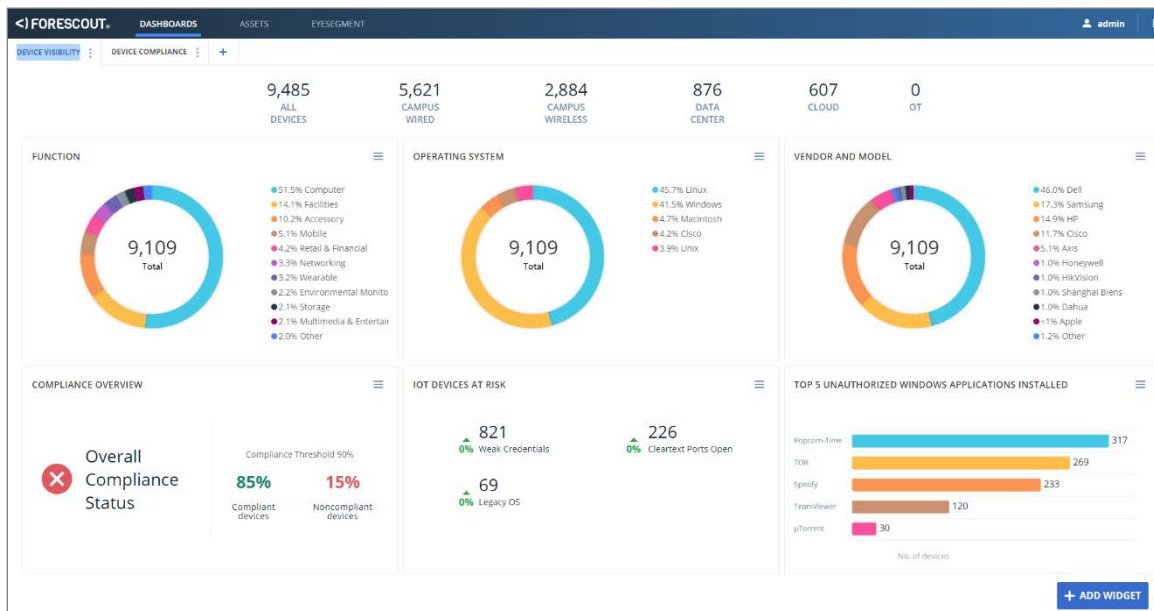 <) FORESCOUT.
DASHBOARDS
ASSETS
EYESEGMENT
admin
DEVICE VISIBILITY
DEVICE COMPLIANCE
+
9,485
ALL
DEVICES
5,621
CAMPUS
WIRED
2,884
CAMPUS
WIRELESS
876
DATA
CENTER
607
CLOUD
0
OT
FUNCTION
9,109
Total
51.5% Computer
14.1% Facilities
10.2% Accessory
5.1% Mobile
4.2% Retail & Financial
3.3% Networking
3.2% Wearable
2.2% Environmental Monito
2.1% Storage
2.1% Multimedia & Entertain
2.0% Other
OPERATING SYSTEM
9,109
Total
45.7% Linux
41.5% Windows
4.7% Macintosh
4.2% Cisco
3.9% Unix
VENDOR AND MODEL
9,109
Total
46.0% Dell
17.3% Samsung
14.9% HP
11.7% Cisco
5.1% Axis
1.0% Honeywell
1.0% HikVision
1.0% Shanghai Biens
1.0% Dahua
<1% Apple
1.2% Other
COMPLIANCE OVERVIEW
Overall
Compliance
Status
Compliance Threshold 90%
85%
Compliant
devices
15%
Noncompliant
devices
IOT DEVICES AT RISK
821
0% Weak Credentials
226
0% Cleartext Ports Open
69
0% Legacy OS
TOP 5 UNAUTHORIZED WINDOWS APPLICATIONS INSTALLED
Popcorn-Time 317
TOR 269
Spotify 233
TeamViewer 120
µTorrent 30
No. of devices
+ ADD WIDGET